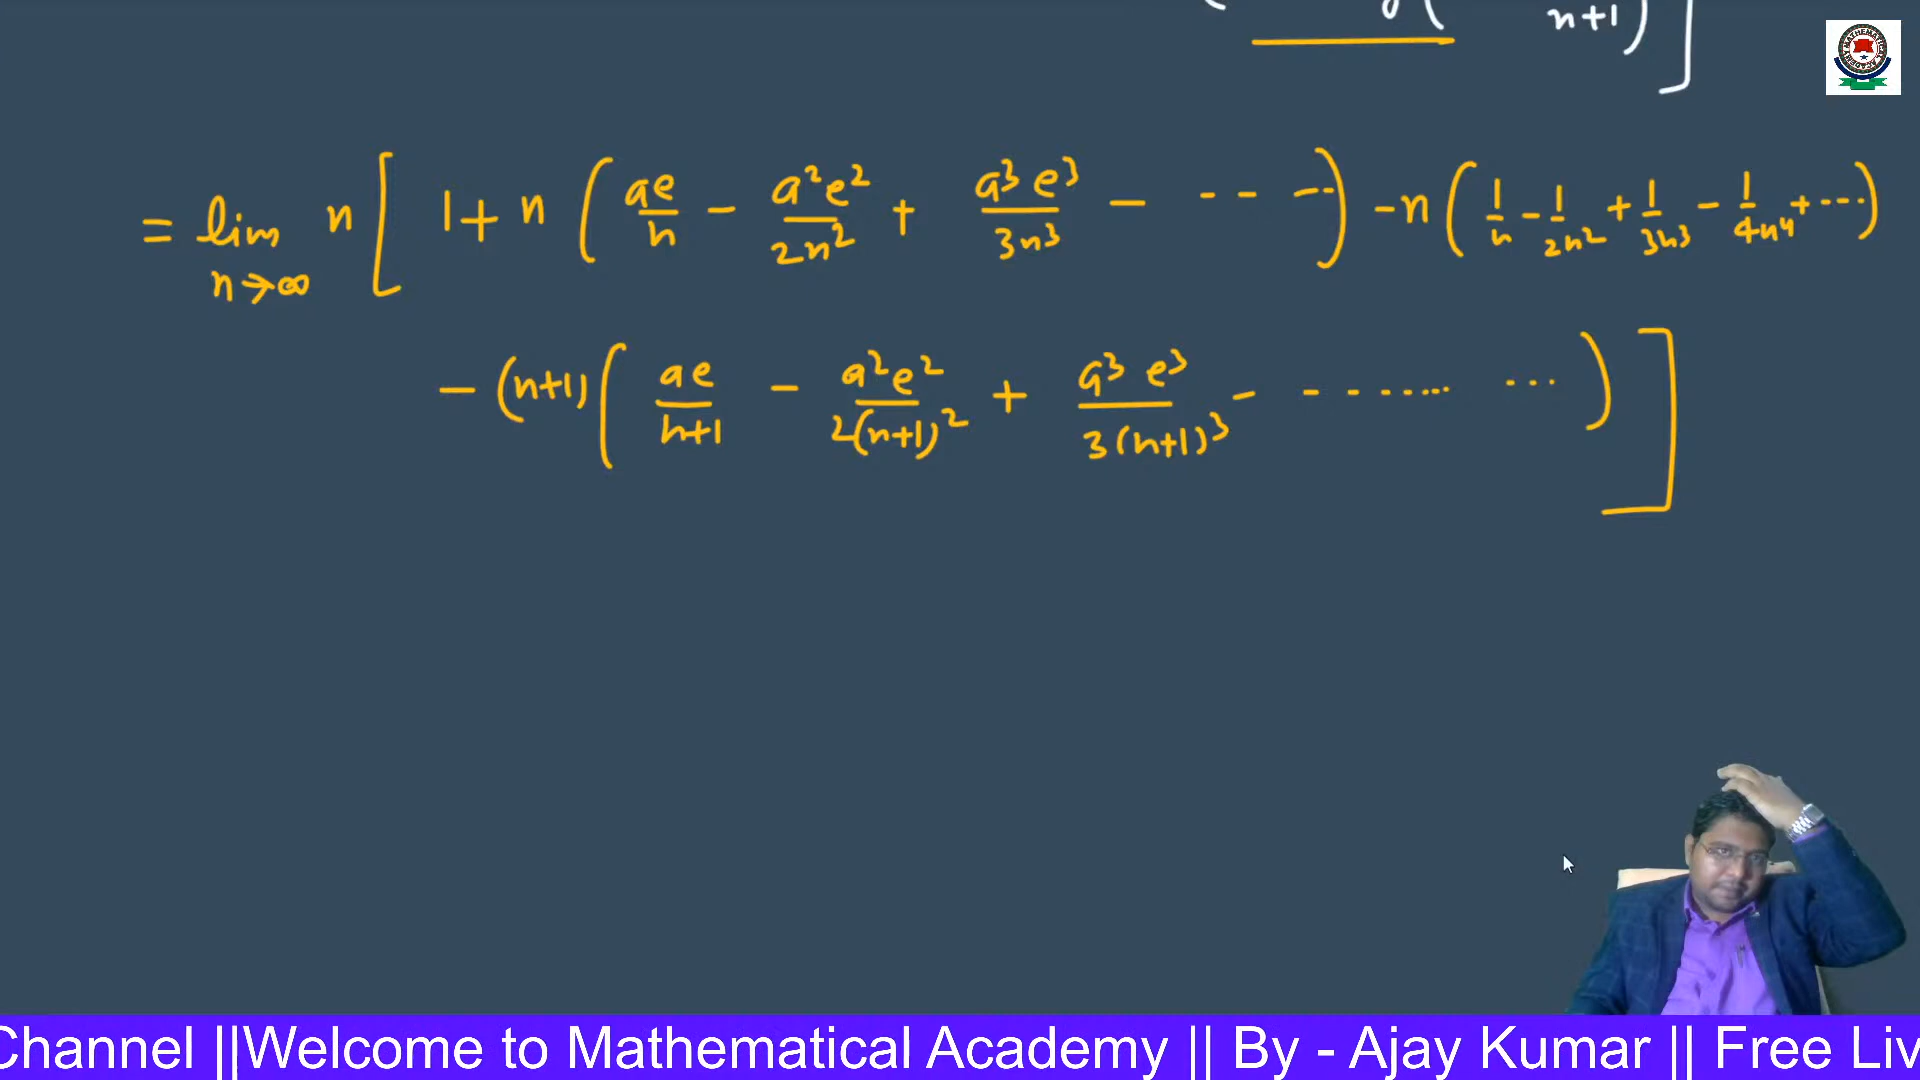 n+1)]
= lim n→∞ n[ 1+ n(ae/n - a²e²/2n² + a³e³/3n³ - ----) -n(1/n - 1/2n² + 1/3n³ - 1/4n⁴ + ---)
- (n+1)( ae/n+1 - a²e²/2(n+1)² + a³e³/3(n+1)³ - ------- ... ) ]
Channel ||Welcome to Mathematical Academy || By - Ajay Kumar || Free Liv